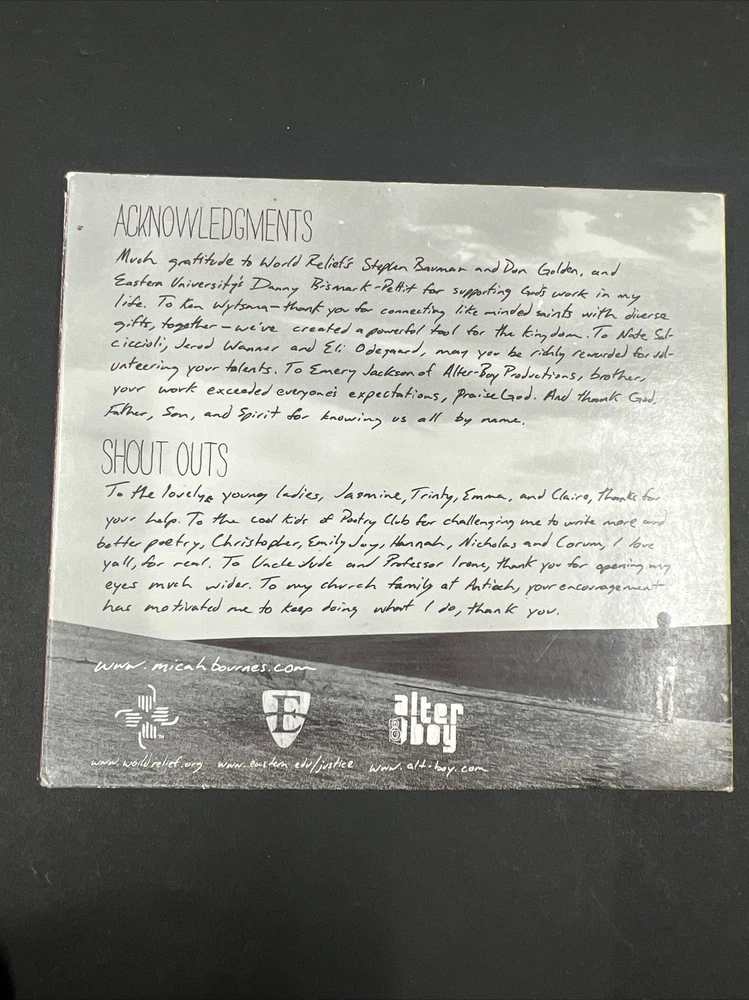 ACKNOWLEDGMENTS
Much gratitude to World Relief's Stephen Bauman and Don Golden, and
Eastern University's Danny Bismark-Pettit for supporting God's work in my
life. To Ken Wytsma—thank you for connecting like minded saints with diverse
gifts, together—we've created a powerful tool for the kingdom. To Nate Sal-
ciccioli, Jerod Wanner and Eli Odegaard, may you be richly rewarded for vol-
unteering your talents. To Emery Jackson of Alter-Boy Productions, brother,
your work exceeded everyone's expectations, praise God. And thank God,
Father, Son, and Spirit for knowing us all by name.
SHOUT OUTS
To the lovely young ladies, Jasmine, Trinty, Emma, and Claire, thanks for
your help. To the cool kids of Poetry Club for challenging me to write more and
better poetry, Christopher, Emily Joy, Hannah, Nicholas and Corum, I love
yall, for real. To Uncle Jude and Professor Irene, thank you for opening my
eyes much wider. To my church family at Antioch, your encouragement
has motivated me to keep doing what I do, thank you.
www.micahbournes.com
TM E alter boy
www.worldrelief.org www.eastern.edu/justice www.alt-boy.com